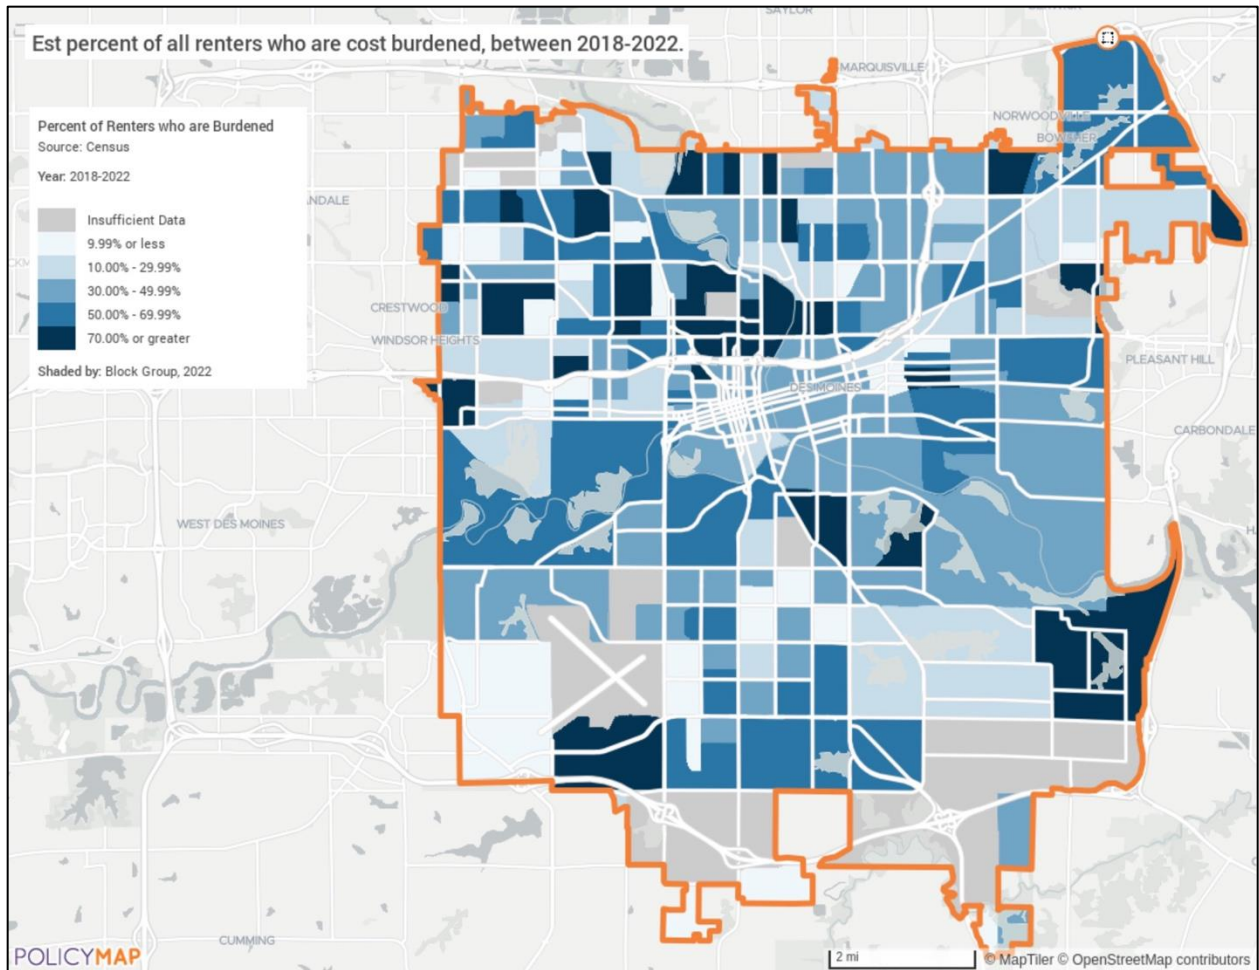 SAYLOR
Est percent of all renters who are cost burdened, between 2018-2022.
MARQUISVILLE
Percent of Renters who are Burdened
Source: Census
Year: 2018-2022
Insufficient Data
9.99% or less
10.00% - 29.99%
30.00% - 49.99%
50.00% - 69.99%
70.00% or greater
Shaded by: Block Group, 2022
NORWOODVILLE
BOWSHER
ANDALE
CRESTWOOD
WINDSOR HEIGHTS
PLEASANT HILL
DES MOINES
CARBONDALE
WEST DES MOINES
CUMMING
POLICYMAP
2 mi
© MapTiler © OpenStreetMap contributors